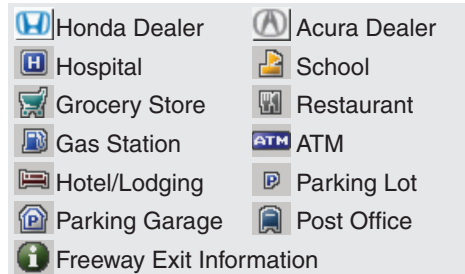 Honda Dealer Acura Dealer
H Hospital School
Grocery Store Restaurant
Gas Station ATM ATM
Hotel/Lodging P Parking Lot
P Parking Garage Post Office
i Freeway Exit Information